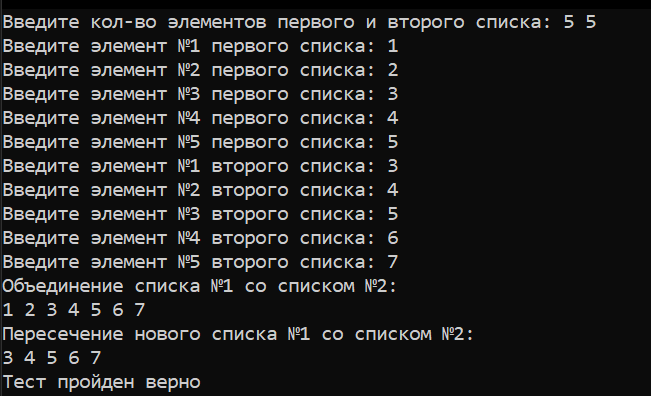 Введите кол-во элементов первого и второго списка: 5 5
Введите элемент №1 первого списка: 1
Введите элемент №2 первого списка: 2
Введите элемент №3 первого списка: 3
Введите элемент №4 первого списка: 4
Введите элемент №5 первого списка: 5
Введите элемент №1 второго списка: 3
Введите элемент №2 второго списка: 4
Введите элемент №3 второго списка: 5
Введите элемент №4 второго списка: 6
Введите элемент №5 второго списка: 7
Объединение списка №1 со списком №2:
1 2 3 4 5 6 7
Пересечение нового списка №1 со списком №2:
3 4 5 6 7
Тест пройден верно